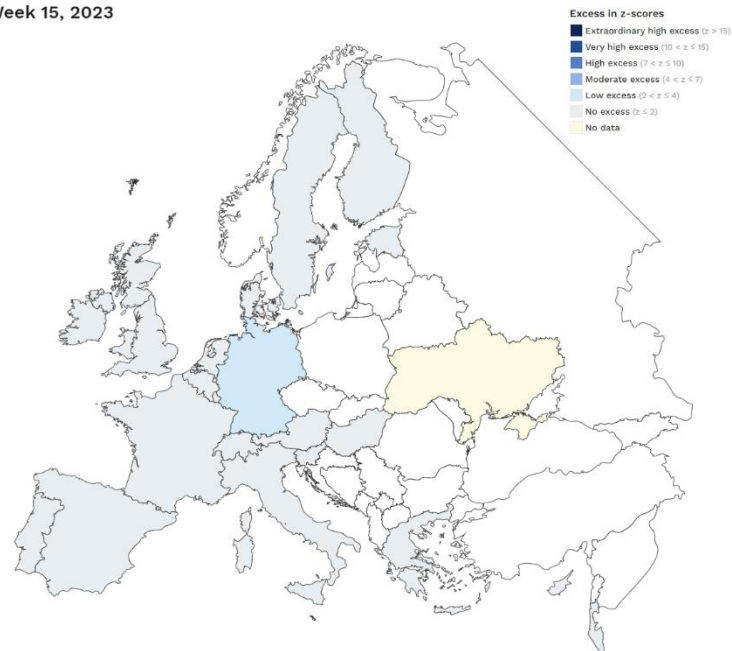 Week 15, 2023
Excess in z-scores
Extraordinary high excess (z > 15)
Very high excess (10 < z ≤ 15)
High excess (7 < z ≤ 10)
Moderate excess (4 < z ≤ 7)
Low excess (2 < z ≤ 4)
No excess (z ≤ 2)
No data